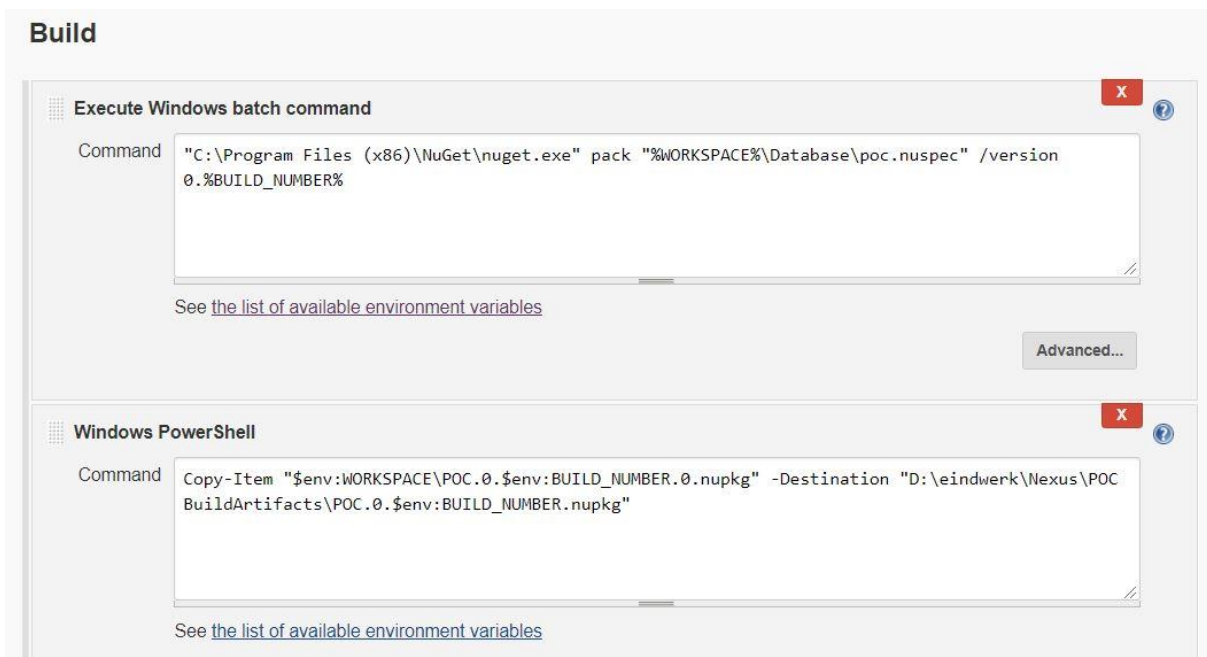 Build
X
Execute Windows batch command
Command
"C:\Program Files (x86)\NuGet\nuget.exe" pack "%WORKSPACE%\Database\poc.nuspec" /version
0.%BUILD_NUMBER%
See the list of available environment variables
Advanced...
X
Windows PowerShell
Command
Copy-Item "$env:WORKSPACE\POC.0.$env:BUILD_NUMBER.0.nupkg" -Destination "D:\eindwerk\Nexus\POC
BuildArtifacts\POC.0.$env:BUILD_NUMBER.nupkg"
See the list of available environment variables